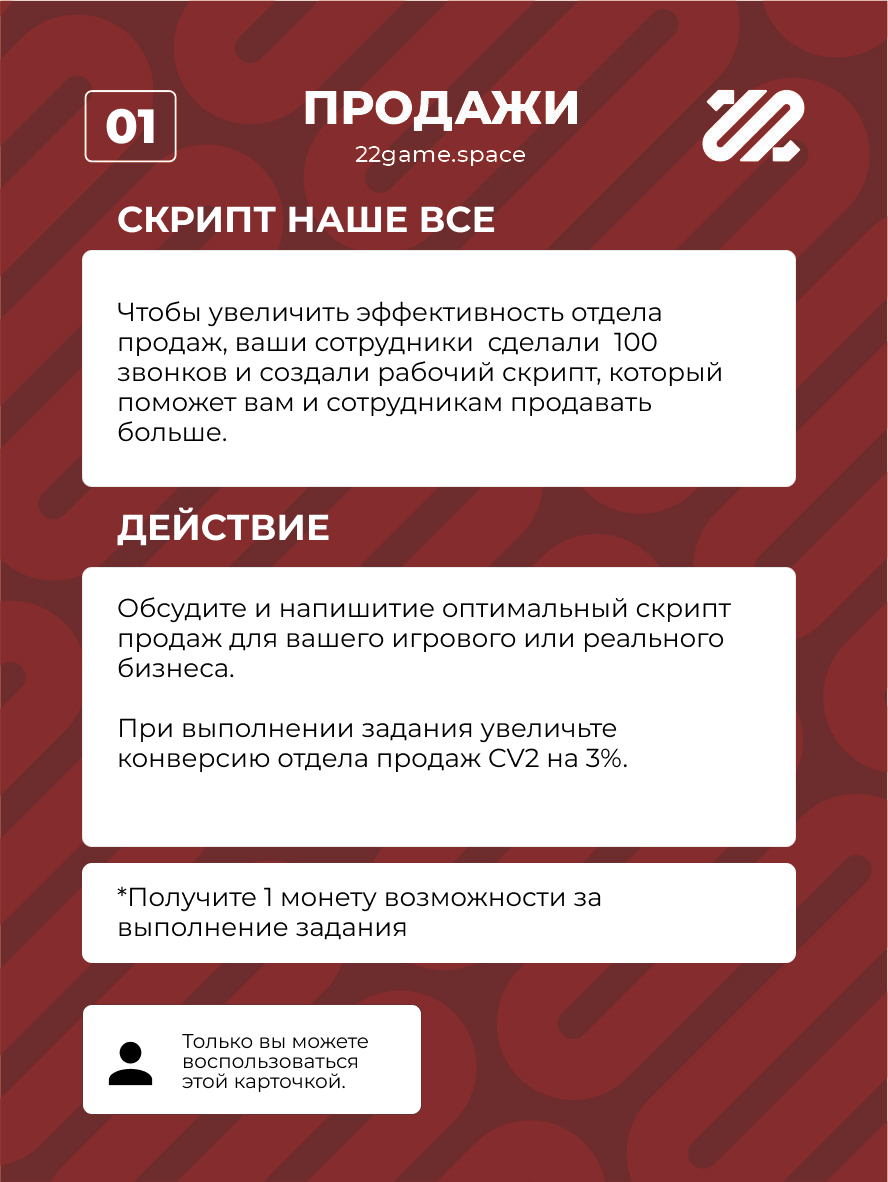 01
ПРОДАЖИ
22game.space
СКРИПТ НАШЕ ВСЕ
Чтобы увеличить эффективность отдела
продаж, ваши сотрудники  сделали  100
звонков и создали рабочий скрипт, который
поможет вам и сотрудникам продавать
больше.
ДЕЙСТВИЕ
Обсудите и напишитие оптимальный скрипт
продаж для вашего игрового или реального
бизнеса.
При выполнении задания увеличьте
конверсию отдела продаж CV2 на 3%.
*Получите 1 монету возможности за
выполнение задания
Только вы можете
воспользоваться
этой карточкой.